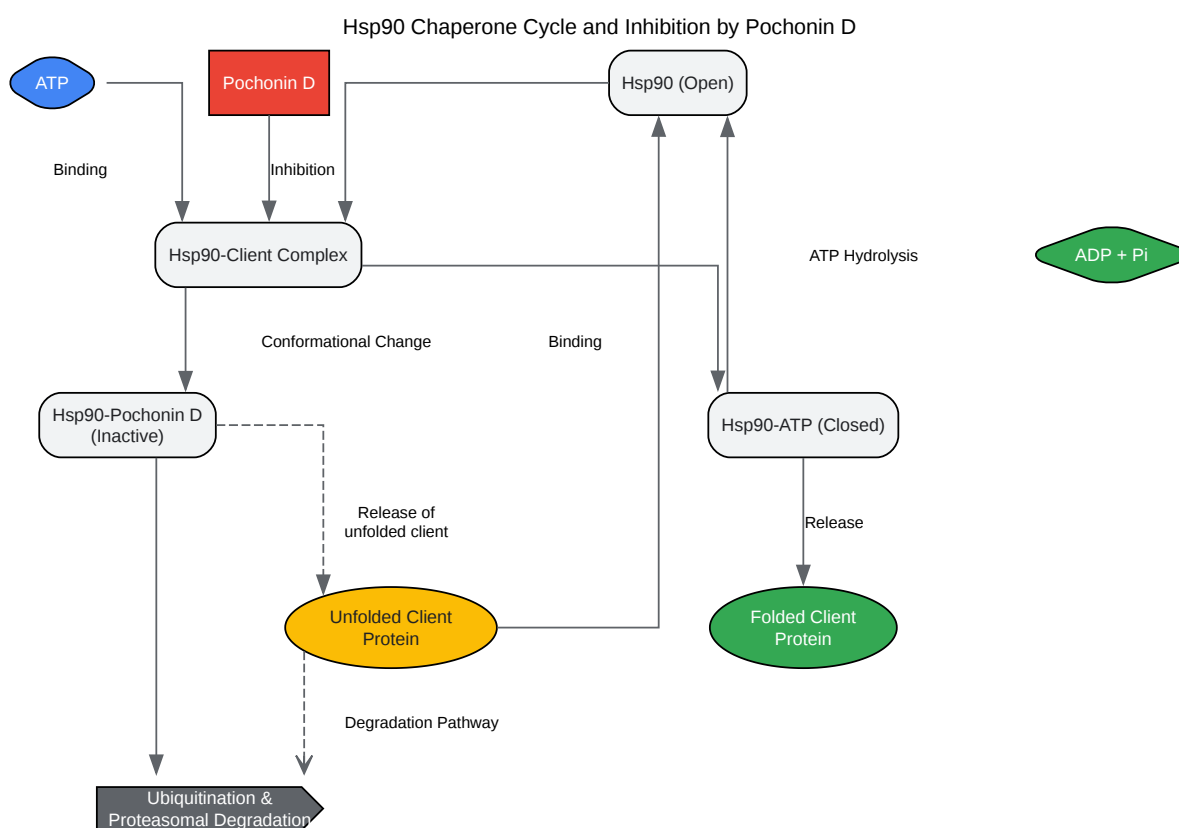 Hsp90 Chaperone Cycle and Inhibition by Pochonin D
ATP
Pochonin D
Hsp90 (Open)
Binding
Inhibition
Hsp90-Client Complex
ATP Hydrolysis
ADP + Pi
Conformational Change
Binding
Hsp90-Pochonin D
(Inactive)
Hsp90-ATP (Closed)
Release of
unfolded client
Release
Unfolded Client
Protein
Folded Client
Protein
Degradation Pathway
Ubiquitination &
Proteasomal Degradation